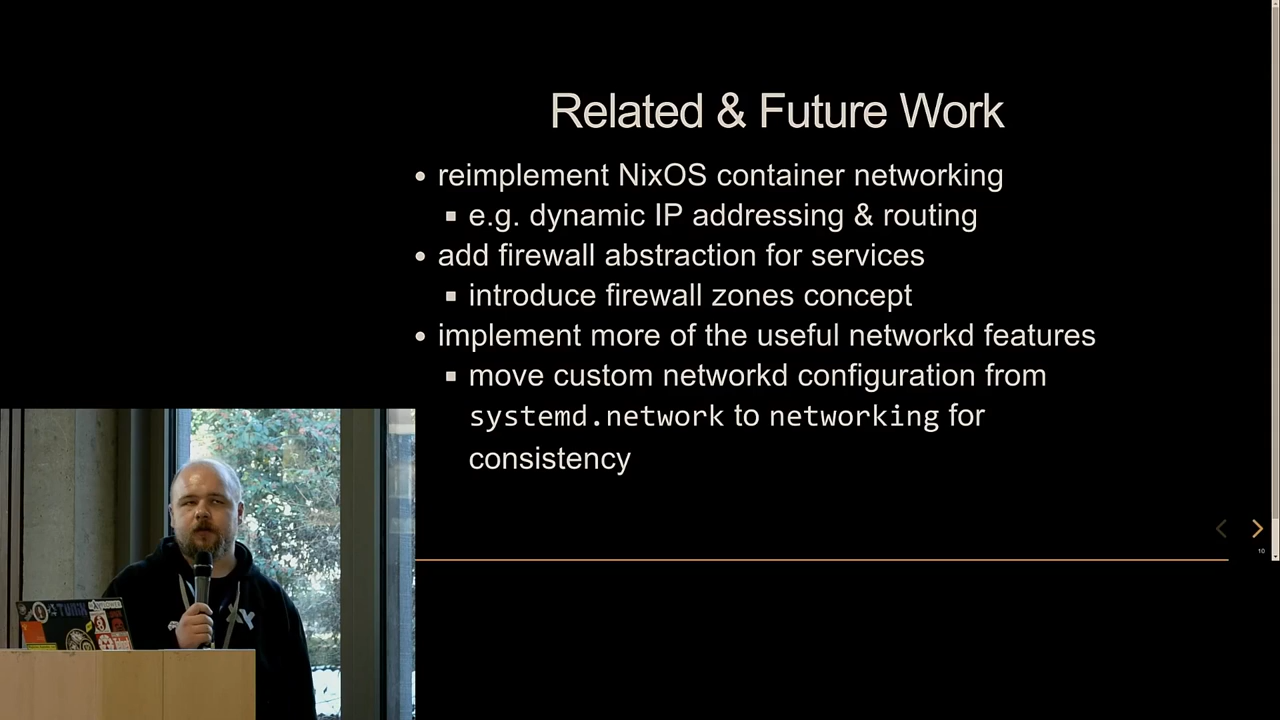 Related & Future Work
reimplement NixOS container networking
e.g. dynamic IP addressing & routing
add firewall abstraction for services
introduce firewall zones concept
implement more of the useful networkd features
move custom networkd configuration from
systemd.network to networking for
consistency
10